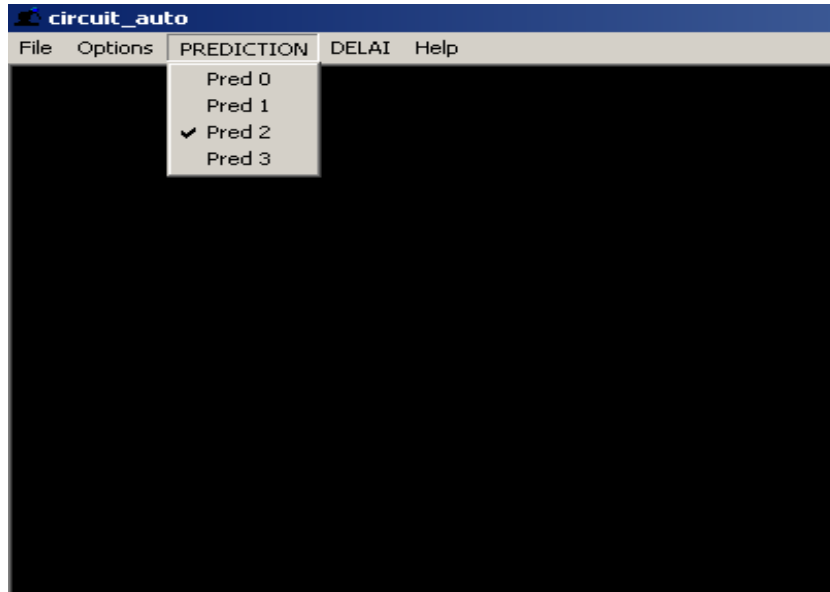 circuit_auto
File Options PREDICTION DELAI Help
Pred 0
Pred 1
Pred 2
Pred 3